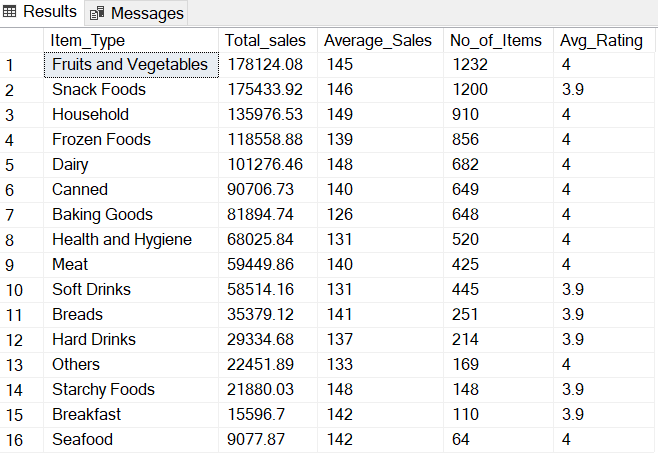 Results Messages
Item_Type Total_sales Average_Sales No_of_Items Avg_Rating
1 Fruits and Vegetables 178124.08 145 1232 4
2 Snack Foods 175433.92 146 1200 3.9
3 Household 135976.53 149 910 4
4 Frozen Foods 118558.88 139 856 4
5 Dairy 101276.46 148 682 4
6 Canned 90706.73 140 649 4
7 Baking Goods 81894.74 126 648 4
8 Health and Hygiene 68025.84 131 520 4
9 Meat 59449.86 140 425 4
10 Soft Drinks 58514.16 131 445 3.9
11 Breads 35379.12 141 251 3.9
12 Hard Drinks 29334.68 137 214 3.9
13 Others 22451.89 133 169 4
14 Starchy Foods 21880.03 148 148 3.9
15 Breakfast 15596.7 142 110 3.9
16 Seafood 9077.87 142 64 4